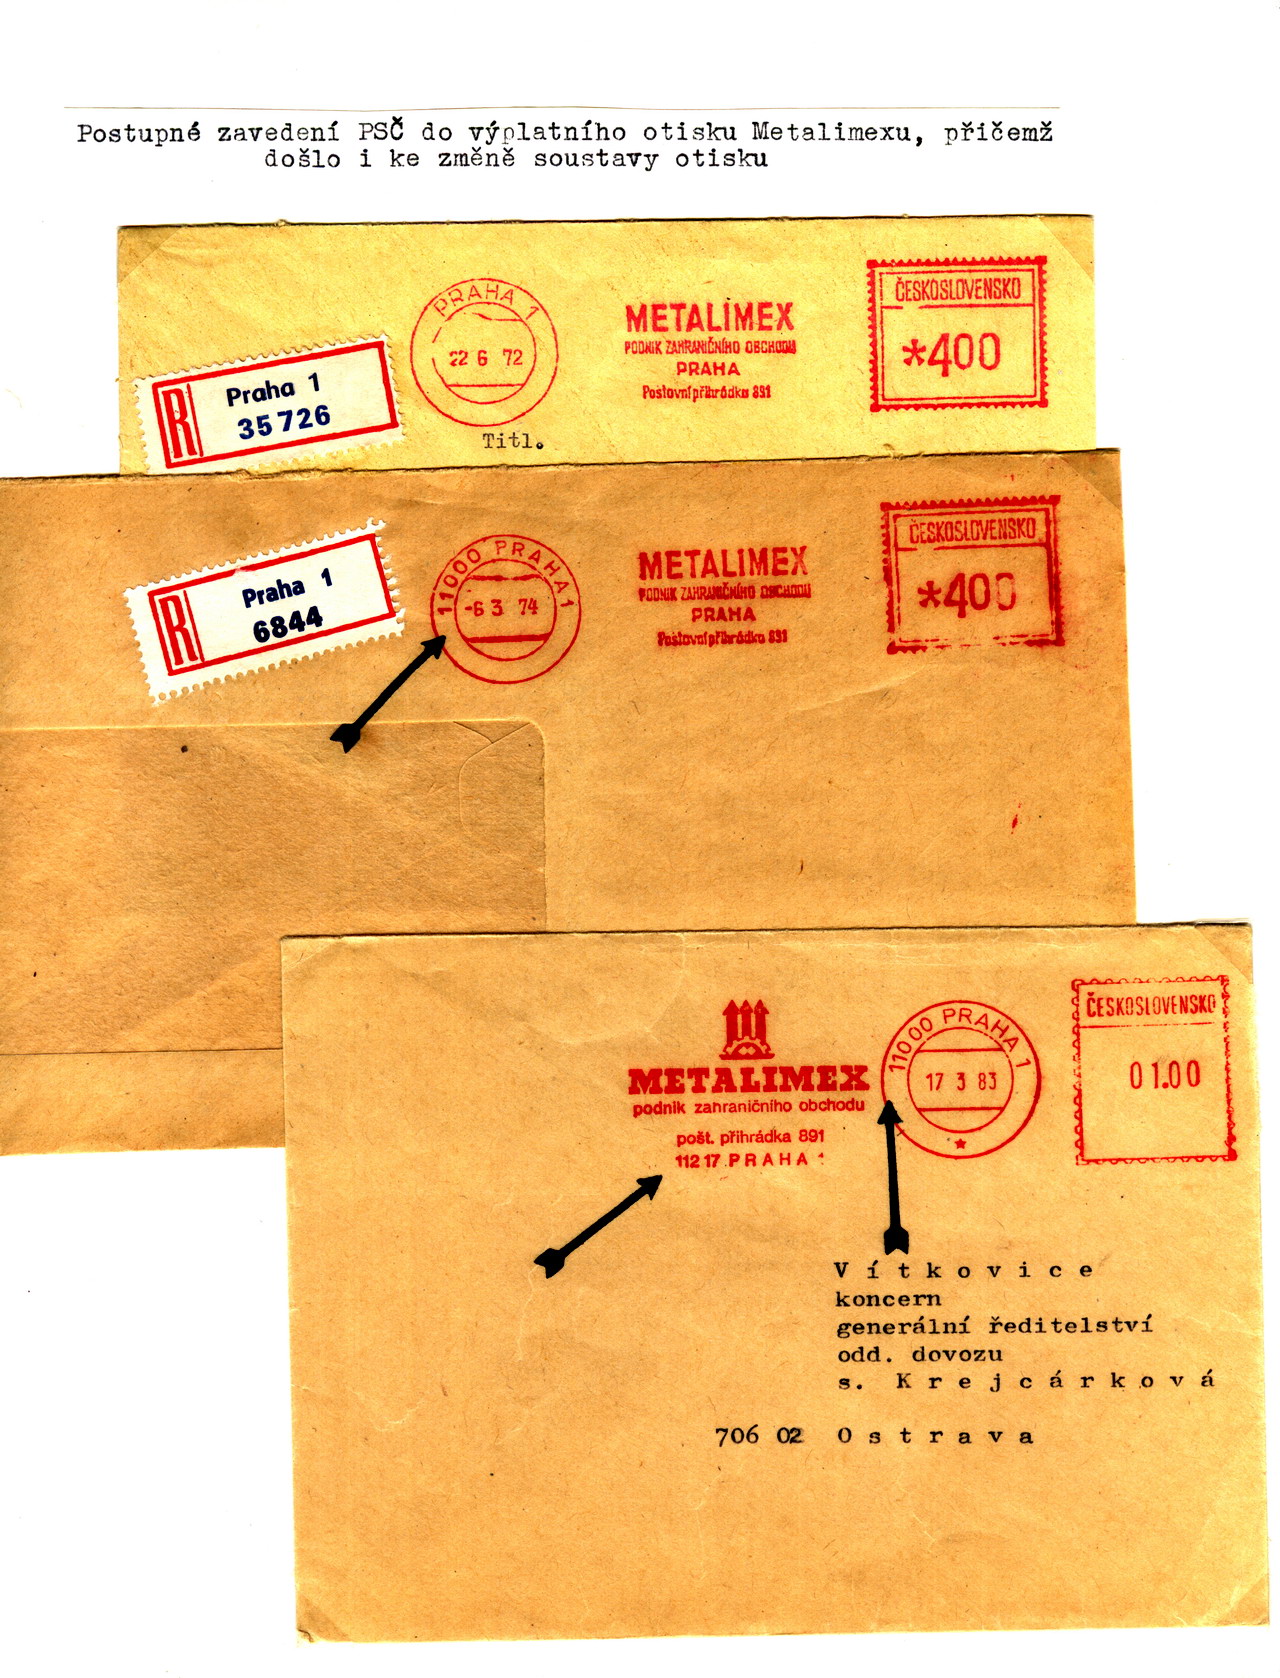 Postupné zavedení PSČ do výplatního otisku Metalimexu, přičemž
došlo i ke změně soustavy otisku
PRAHA 1
22 6 72
METALIMEX
PODNIK ZAHRANIČNÍHO OBCHODU
PRAHA
Poštovní přihrádka 891
ČESKOSLOVENSKO
*400
R
Praha 1
35726
Titl.
11000 PRAHA 1
-6 3 74
METALIMEX
PODNIK ZAHRANIČNÍHO OBCHODU
PRAHA
Poštovní přihrádka 891
ČESKOSLOVENSKO
*400
R
Praha 1
6844
METALIMEX
podnik zahraničního obchodu
pošt. přihrádka 891
112 17 PRAHA 1
11000 PRAHA 1
17 3 83
ČESKOSLOVENSKO
01.00
Vítkovice
koncern
generální ředitelství
odd. dovozu
s. Krejcárková
706 02 Ostrava